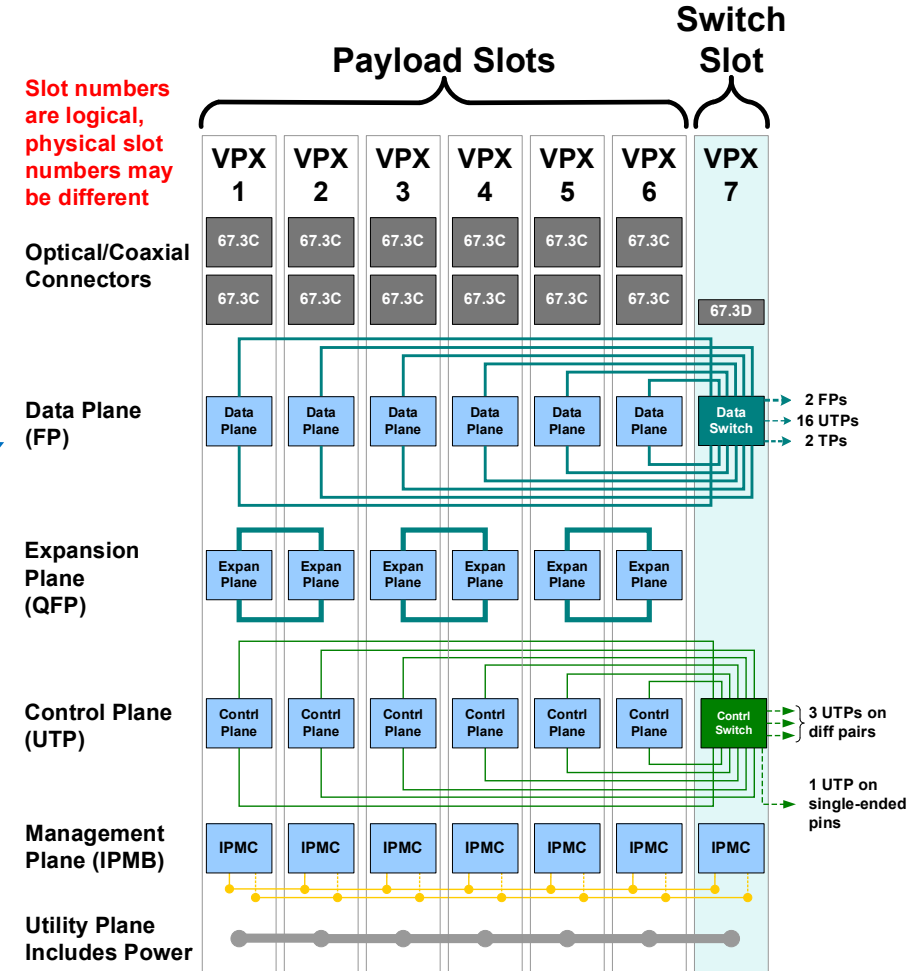 Switch
Slot
Payload Slots
Slot numbers
are logical,
physical slot
numbers may
be different
VPX
1
VPX
2
VPX
3
VPX
4
VPX
5
VPX
6
VPX
7
Optical/Coaxial
Connectors
67.3C
67.3C
67.3C
67.3C
67.3C
67.3C
67.3C
67.3C
67.3C
67.3C
67.3C
67.3C
67.3D
Data Plane
(FP)
Data
Plane
Data
Plane
Data
Plane
Data
Plane
Data
Plane
Data
Plane
Data
Switch
2 FPs
16 UTPs
2 TPs
Expansion
Plane
(QFP)
Expan
Plane
Expan
Plane
Expan
Plane
Expan
Plane
Expan
Plane
Expan
Plane
Control Plane
(UTP)
Contrl
Plane
Contrl
Plane
Contrl
Plane
Contrl
Plane
Contrl
Plane
Contrl
Plane
Contrl
Switch
3 UTPs on
diff pairs
1 UTP on
single-ended
pins
Management
Plane (IPMB)
IPMC
IPMC
IPMC
IPMC
IPMC
IPMC
IPMC
Utility Plane
Includes Power